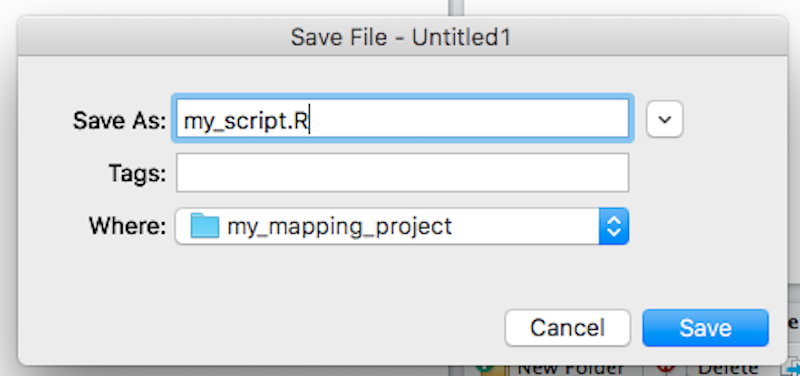 Save File - Untitled1
Save As: my_script.R
Tags:
Where: my_mapping_project
Cancel Save
New Folder Delete